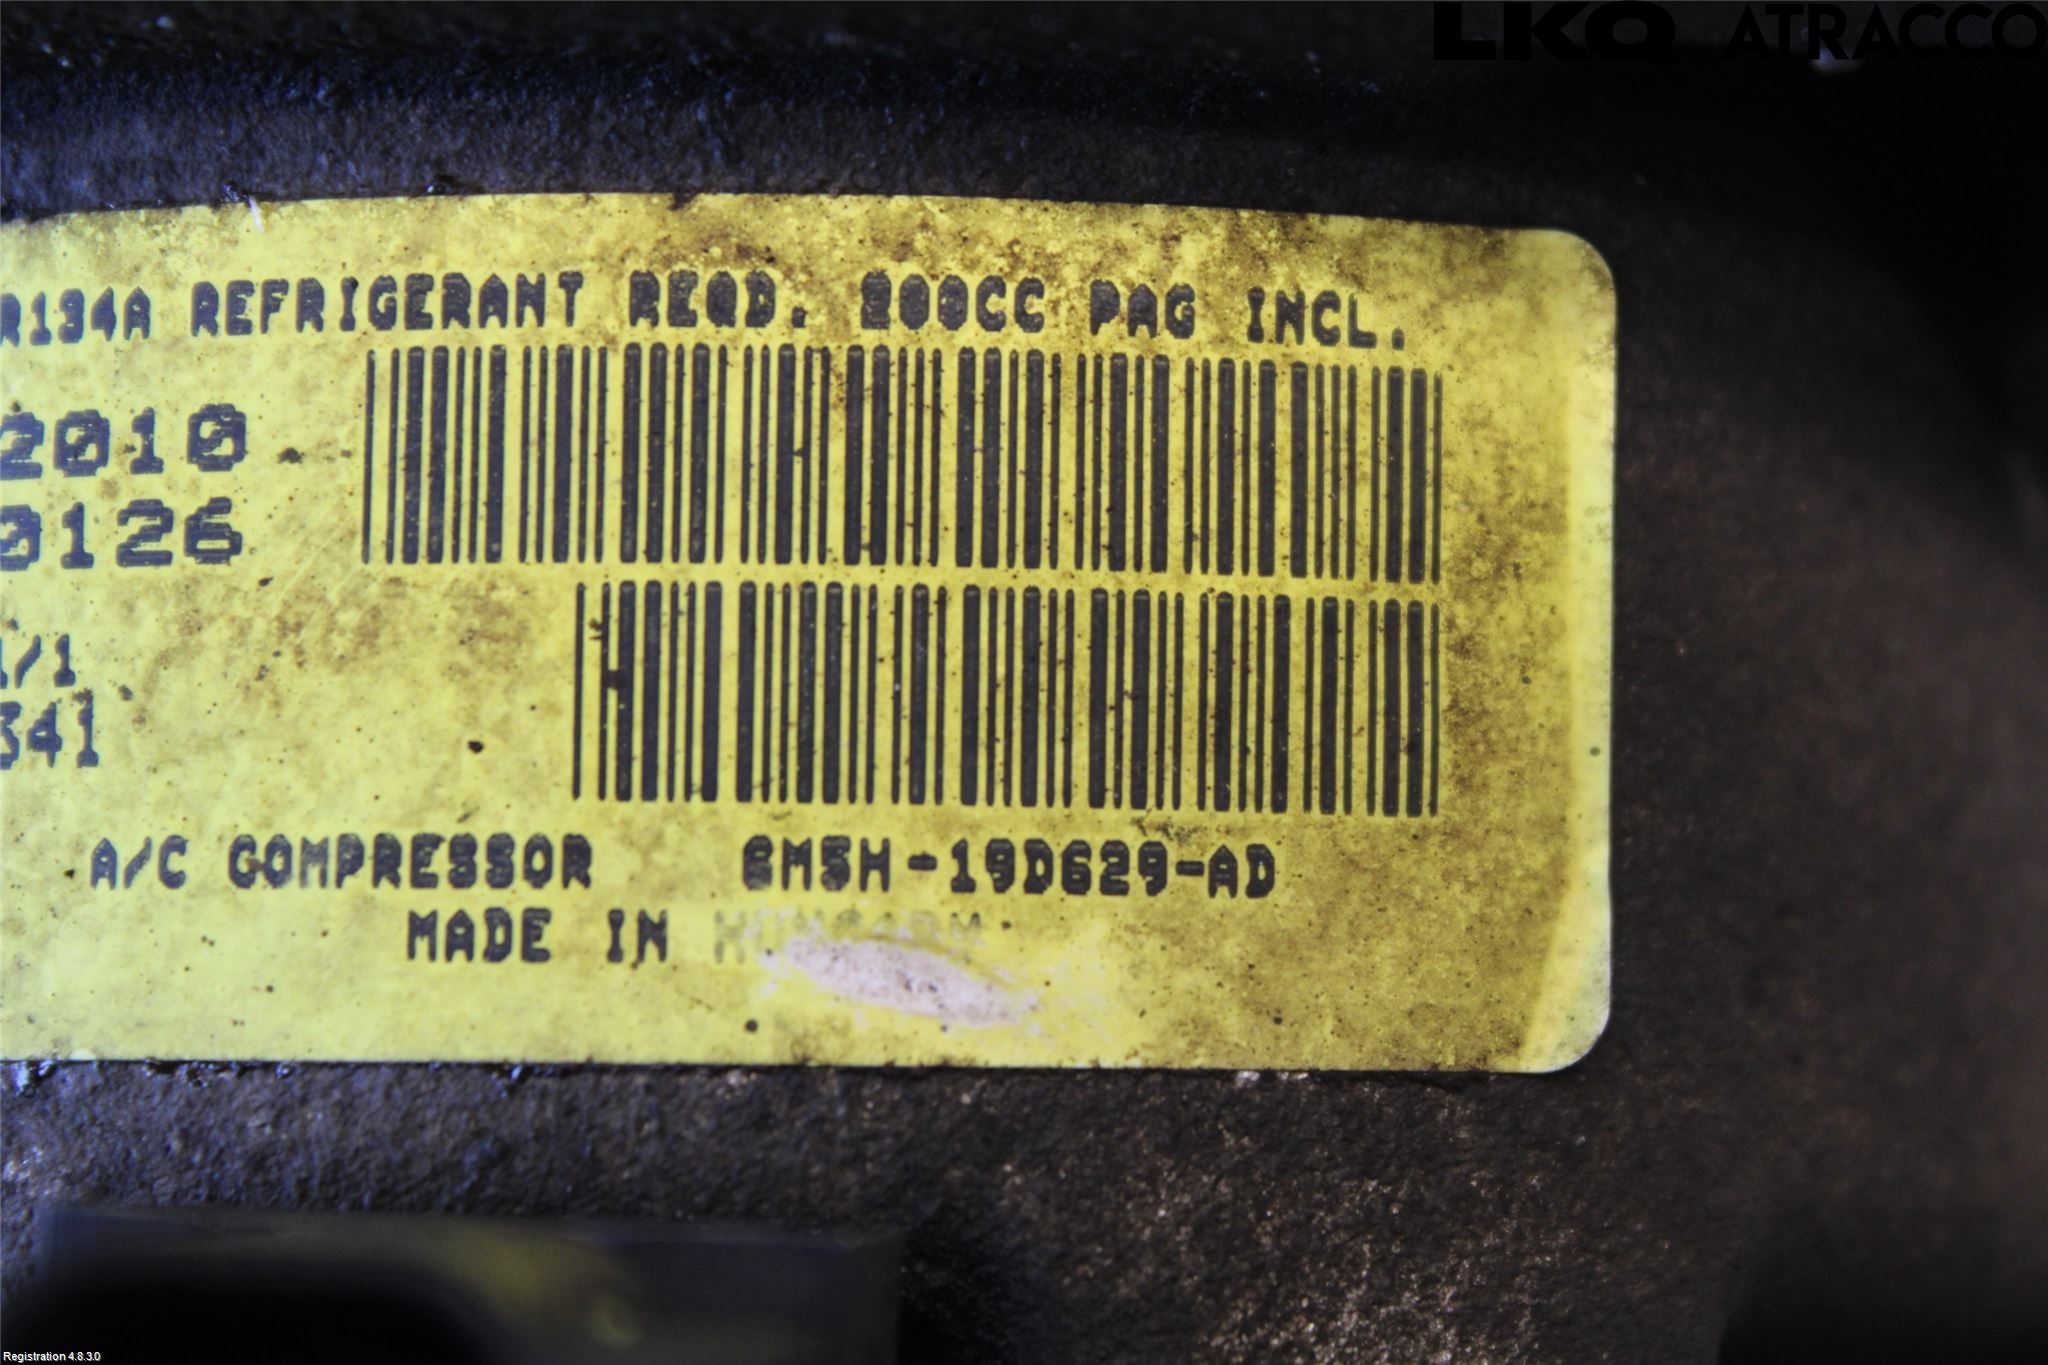 LKQ ATRACCO
R134A REFRIGERANT REQD. 200CC PAG INCL.
2010
0126
1/1
341
A/C COMPRESSOR 6M5H-19D629-AD
MADE IN
Registration 4.8.3.0